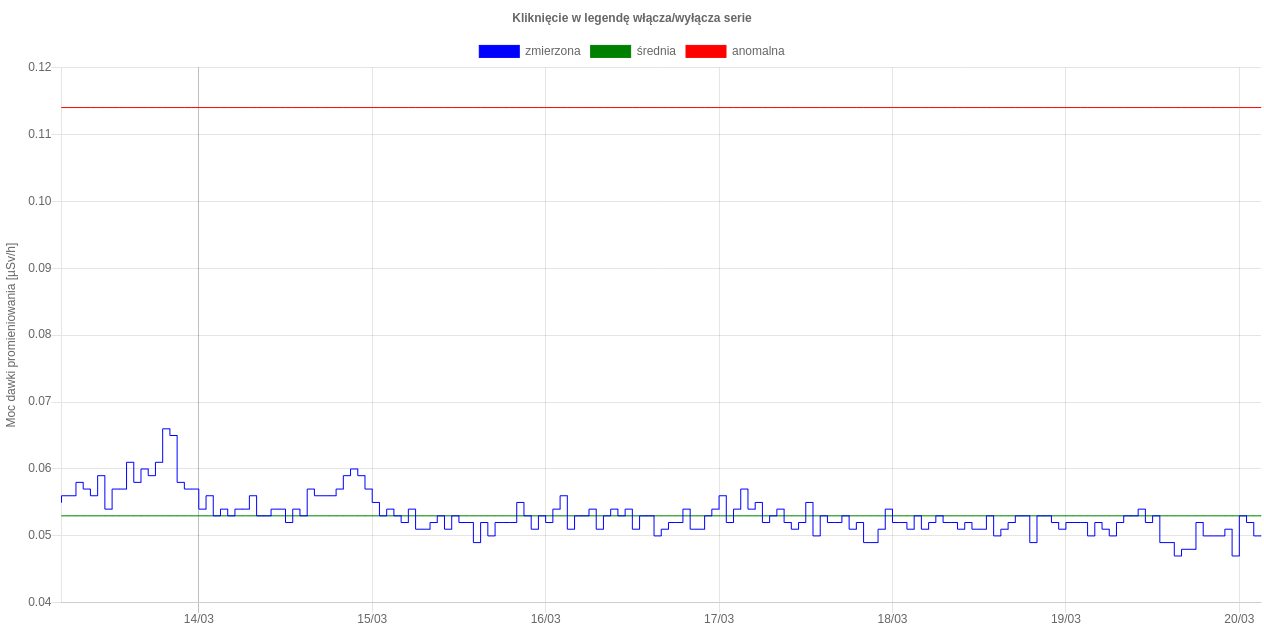 Kliknięcie w legendę włącza/wyłącza serie
zmierzona średnia anomalna
Moc dawki promieniowania [µSv/h]
0.12
0.11
0.10
0.09
0.08
0.07
0.06
0.05
0.04
14/03 15/03 16/03 17/03 18/03 19/03 20/03